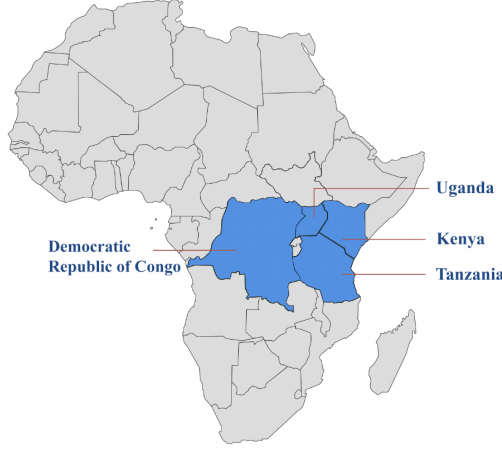 Uganda
Kenya
Democratic
Republic of Congo
Tanzania